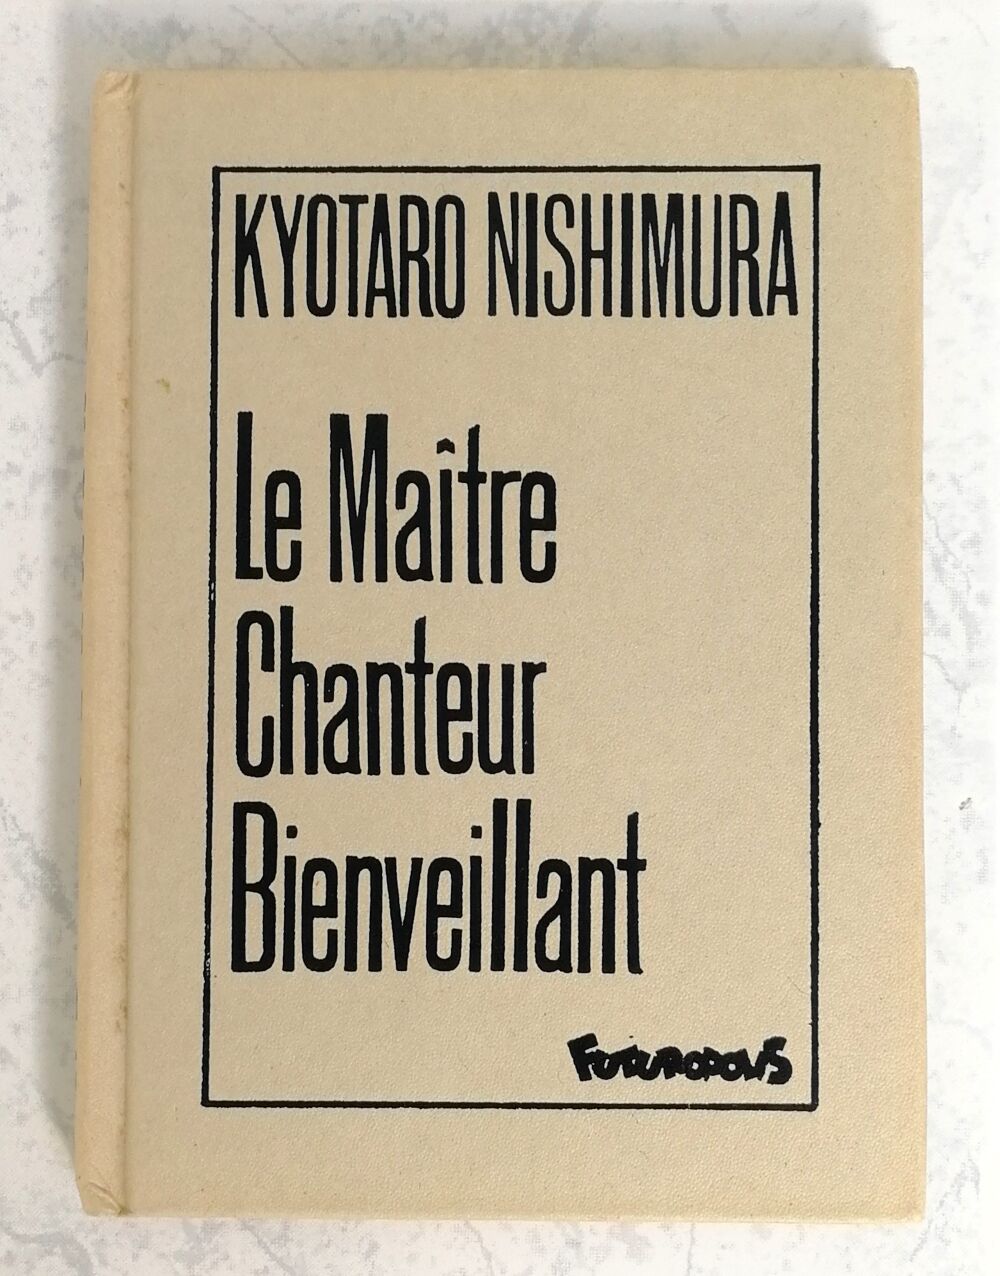 KYOTARO NISHIMURA
Le Maître
Chanteur
Bienveillant
FUTUROPOLIS